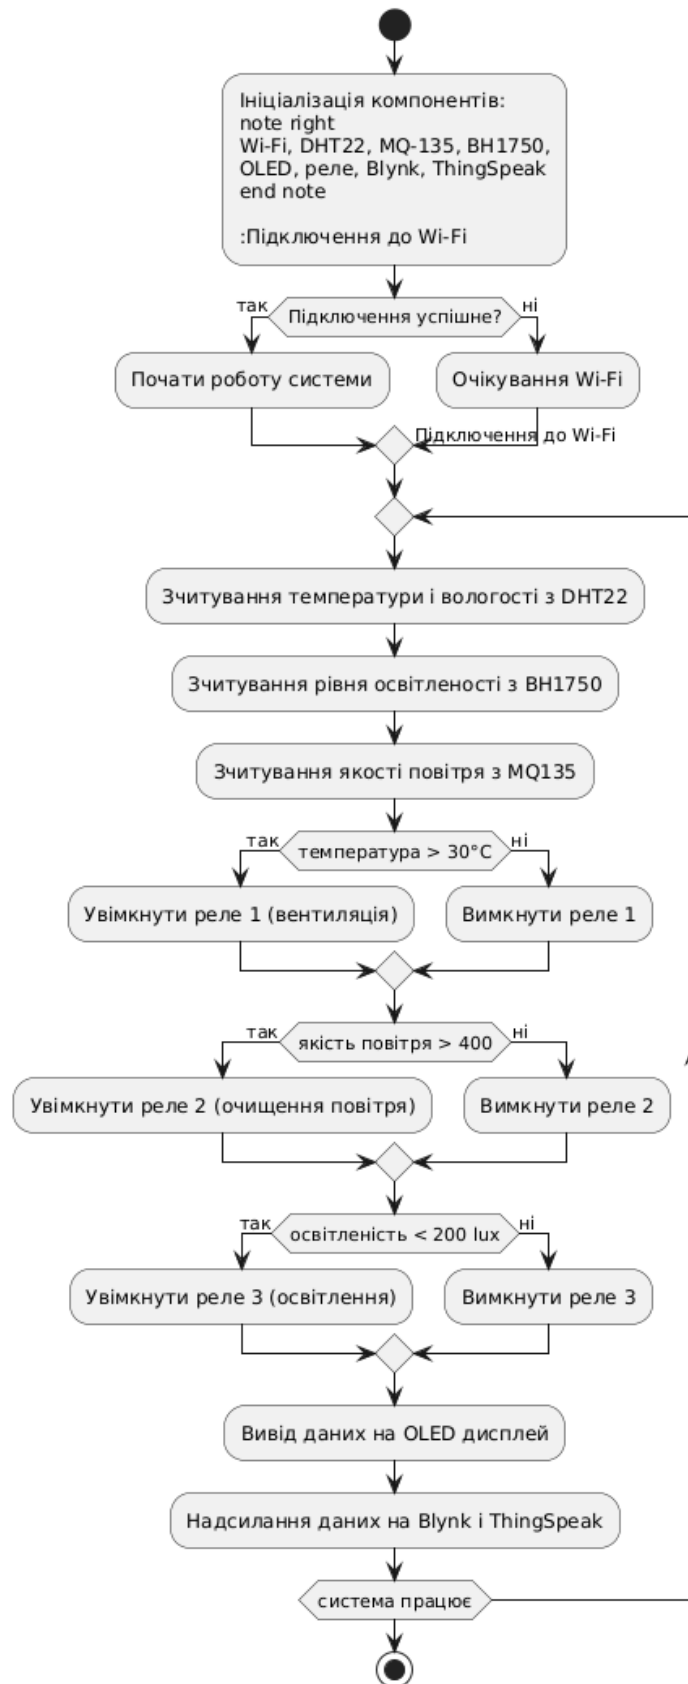 Ініціалізація компонентів:
note right
Wi-Fi, DHT22, MQ-135, BH1750,
OLED, реле, Blynk, ThingSpeak
end note
:Підключення до Wi-Fi
так
Підключення успішне?
ні
Почати роботу системи
Очікування Wi-Fi
Підключення до Wi-Fi
Зчитування температури і вологості з DHT22
Зчитування рівня освітленості з BH1750
Зчитування якості повітря з MQ135
так
температура > 30°C
ні
Увімкнути реле 1 (вентиляція)
Вимкнути реле 1
так
якість повітря > 400
ні
Увімкнути реле 2 (очищення повітря)
Вимкнути реле 2
так
освітленість < 200 lux
ні
Увімкнути реле 3 (освітлення)
Вимкнути реле 3
Вивід даних на OLED дисплей
Надсилання даних на Blynk і ThingSpeak
система працює